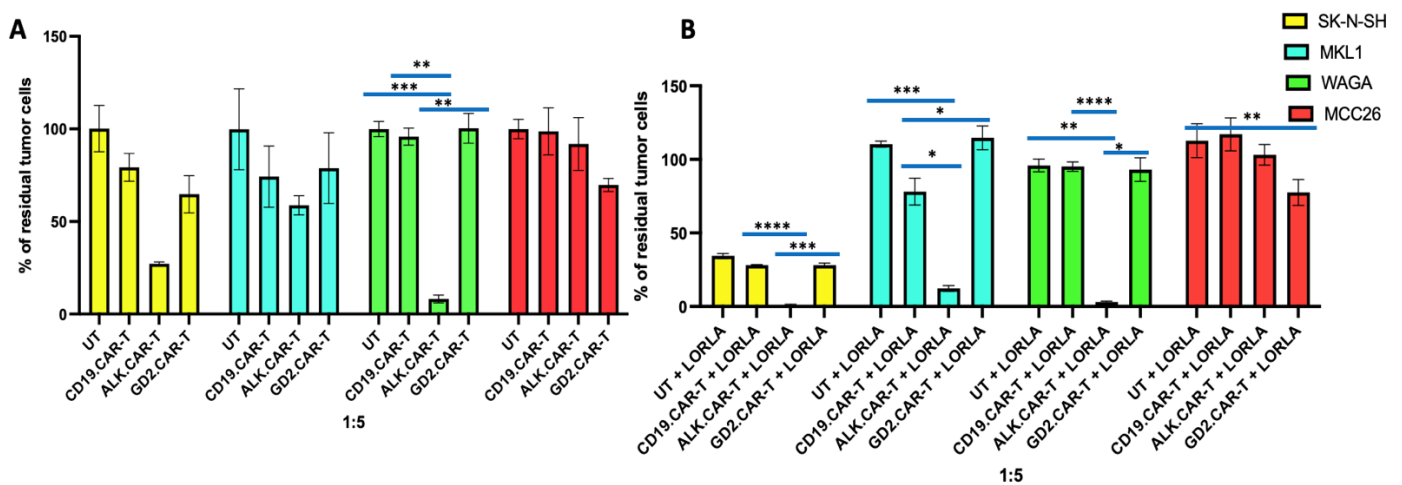 A
% of residual tumor cells
150
100
50
0
**
***
**
UT
CD19.CAR-T
ALK.CAR-T
GD2.CAR-T
UT
CD19.CAR-T
ALK.CAR-T
GD2.CAR-T
UT
CD19.CAR-T
ALK.CAR-T
GD2.CAR-T
UT
CD19.CAR-T
ALK.CAR-T
GD2.CAR-T
1:5
B
% of residual tumor cells
150
100
50
0
****
***
***
*
*
****
**
*
**
UT + LORLA
CD19.CAR-T + LORLA
ALK.CAR-T + LORLA
GD2.CAR-T + LORLA
UT + LORLA
CD19.CAR-T + LORLA
ALK.CAR-T + LORLA
GD2.CAR-T + LORLA
UT + LORLA
CD19.CAR-T + LORLA
ALK.CAR-T + LORLA
GD2.CAR-T + LORLA
UT + LORLA
CD19.CAR-T + LORLA
ALK.CAR-T + LORLA
GD2.CAR-T + LORLA
1:5
SK-N-SH
MKL1
WAGA
MCC26